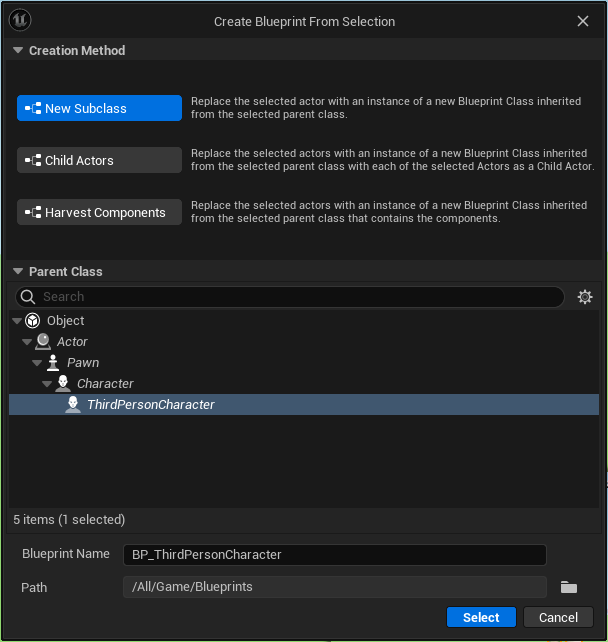 Create Blueprint From Selection
Creation Method
New Subclass
Replace the selected actor with an instance of a new Blueprint Class inherited
from the selected parent class.
Child Actors
Replace the selected actors with an instance of a new Blueprint Class inherited
from the selected parent class with each of the selected Actors as a Child Actor.
Harvest Components
Replace the selected actors with an instance of a new Blueprint Class inherited
from the selected parent class that contains the components.
Parent Class
Search
Object
Actor
Pawn
Character
ThirdPersonCharacter
5 items (1 selected)
Blueprint Name BP_ThirdPersonCharacter
Path /All/Game/Blueprints
Select Cancel